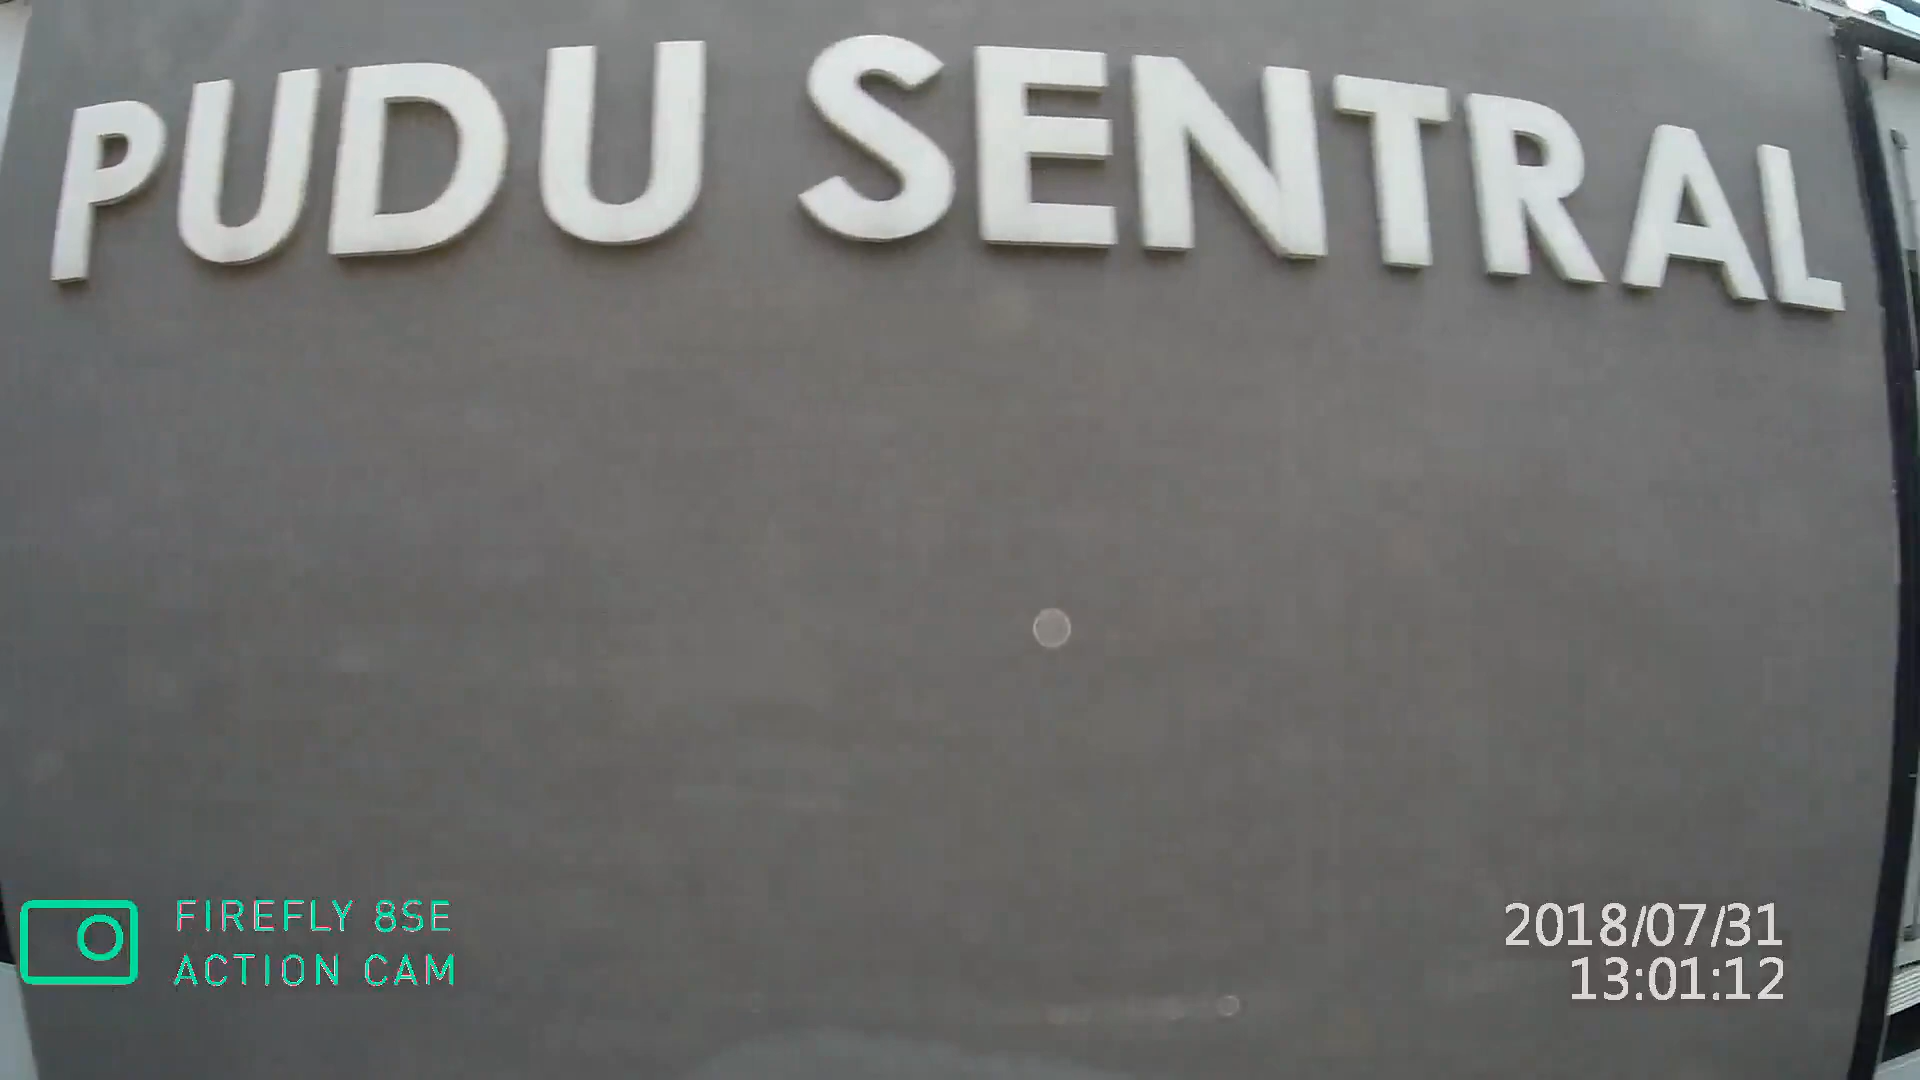 PUDU SENTRAL
FIREFLY 8SE
ACTION CAM
2018/07/31
13:01:12